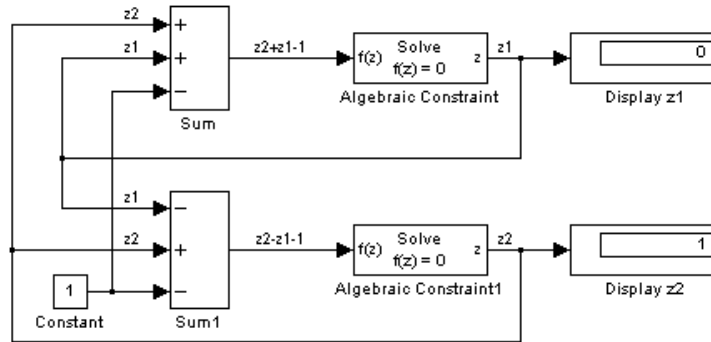 z2
+
z1
+
−
Sum
z2+z1-1
f(z)
Solve
f(z) = 0
z
Algebraic Constraint
z1
0
Display z1
z1
−
z2
+
−
Sum1
1
Constant
z2-z1-1
f(z)
Solve
f(z) = 0
z
Algebraic Constraint1
z2
1
Display z2